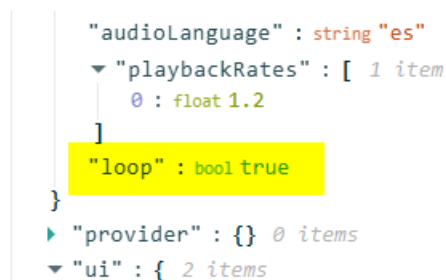 "audioLanguage" : string "es"
"playbackRates" : [ 1 item
0 : float 1.2
]
"loop" : bool true
}
"provider" : {} 0 items
"ui" : { 2 items